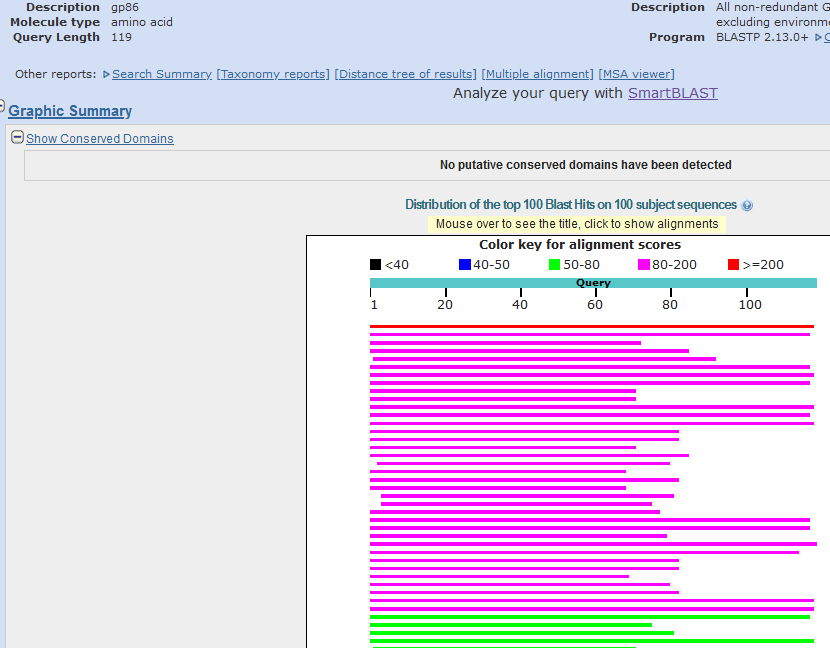 Description gp86 Description All non-redundant G
Molecule type amino acid excluding environme
Query Length 119 Program BLASTP 2.13.0+
Other reports: Search Summary [Taxonomy reports] [Distance tree of results] [Multiple alignment] [MSA viewer]
Analyze your query with SmartBLAST
Graphic Summary
Show Conserved Domains
No putative conserved domains have been detected
Distribution of the top 100 Blast Hits on 100 subject sequences
Mouse over to see the title, click to show alignments
Color key for alignment scores
<40 40-50 50-80 80-200 >=200
Query
1 20 40 60 80 100